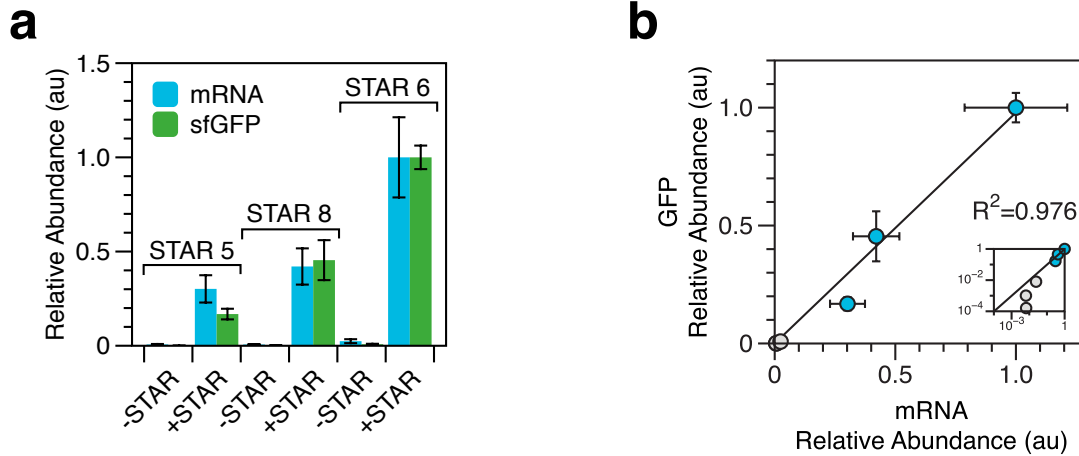 a
Relative Abundance (au)
1.5
1.0
0.5
0
mRNA
sfGFP
STAR 5
STAR 8
STAR 6
-STAR
+STAR
-STAR
+STAR
-STAR
+STAR
b
GFP
Relative Abundance (au)
1.0
0.5
0
R²=0.976
1
10⁻²
10⁻⁴
10⁻³
1
0
0.5
1.0
mRNA
Relative Abundance (au)